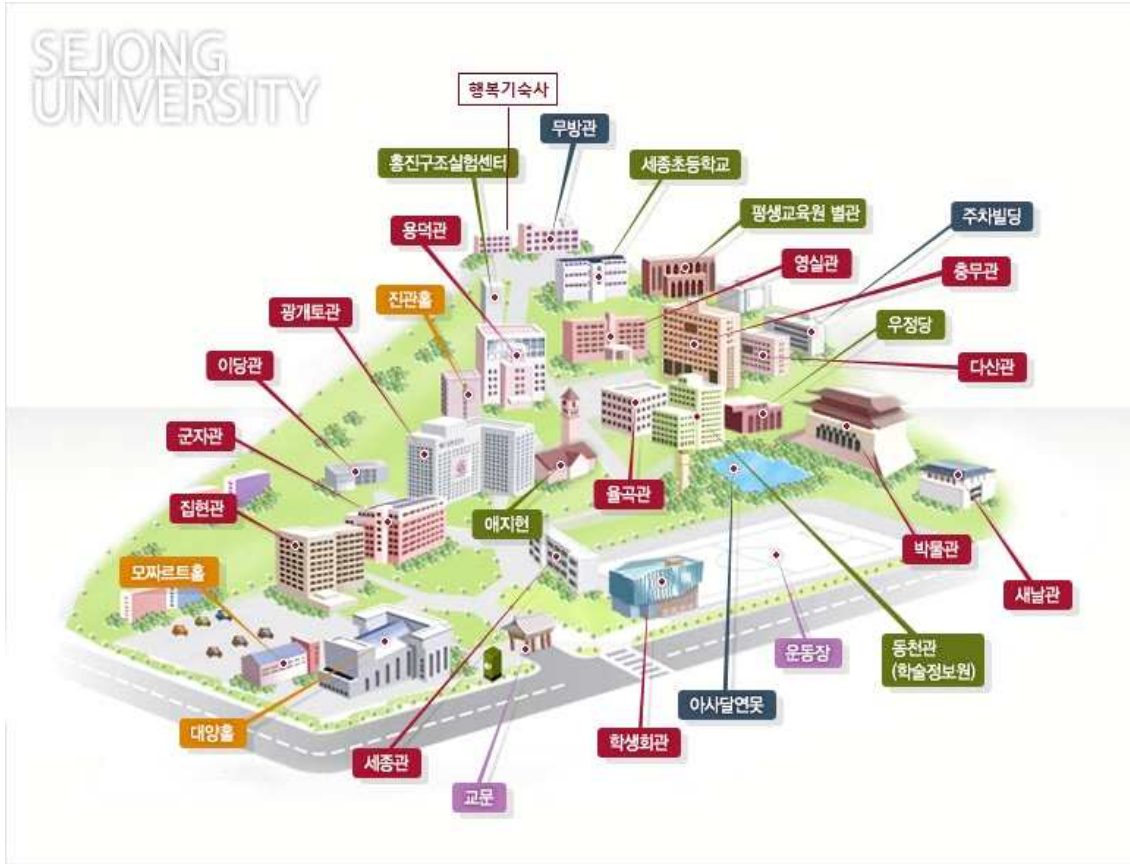 SEJONG
UNIVERSITY
행복기숙사
무방관
홍진구조실험센터
세종초등학교
평생교육원 별관
주차빌딩
용덕관
영실관
충무관
진관홀
광개토관
우정당
이당관
다산관
군자관
집현관
애지헌
율곡관
박물관
모짜르트홀
새날관
운동장
동천관
(학술정보원)
아사달연못
대양홀
학생회관
세종관
교문